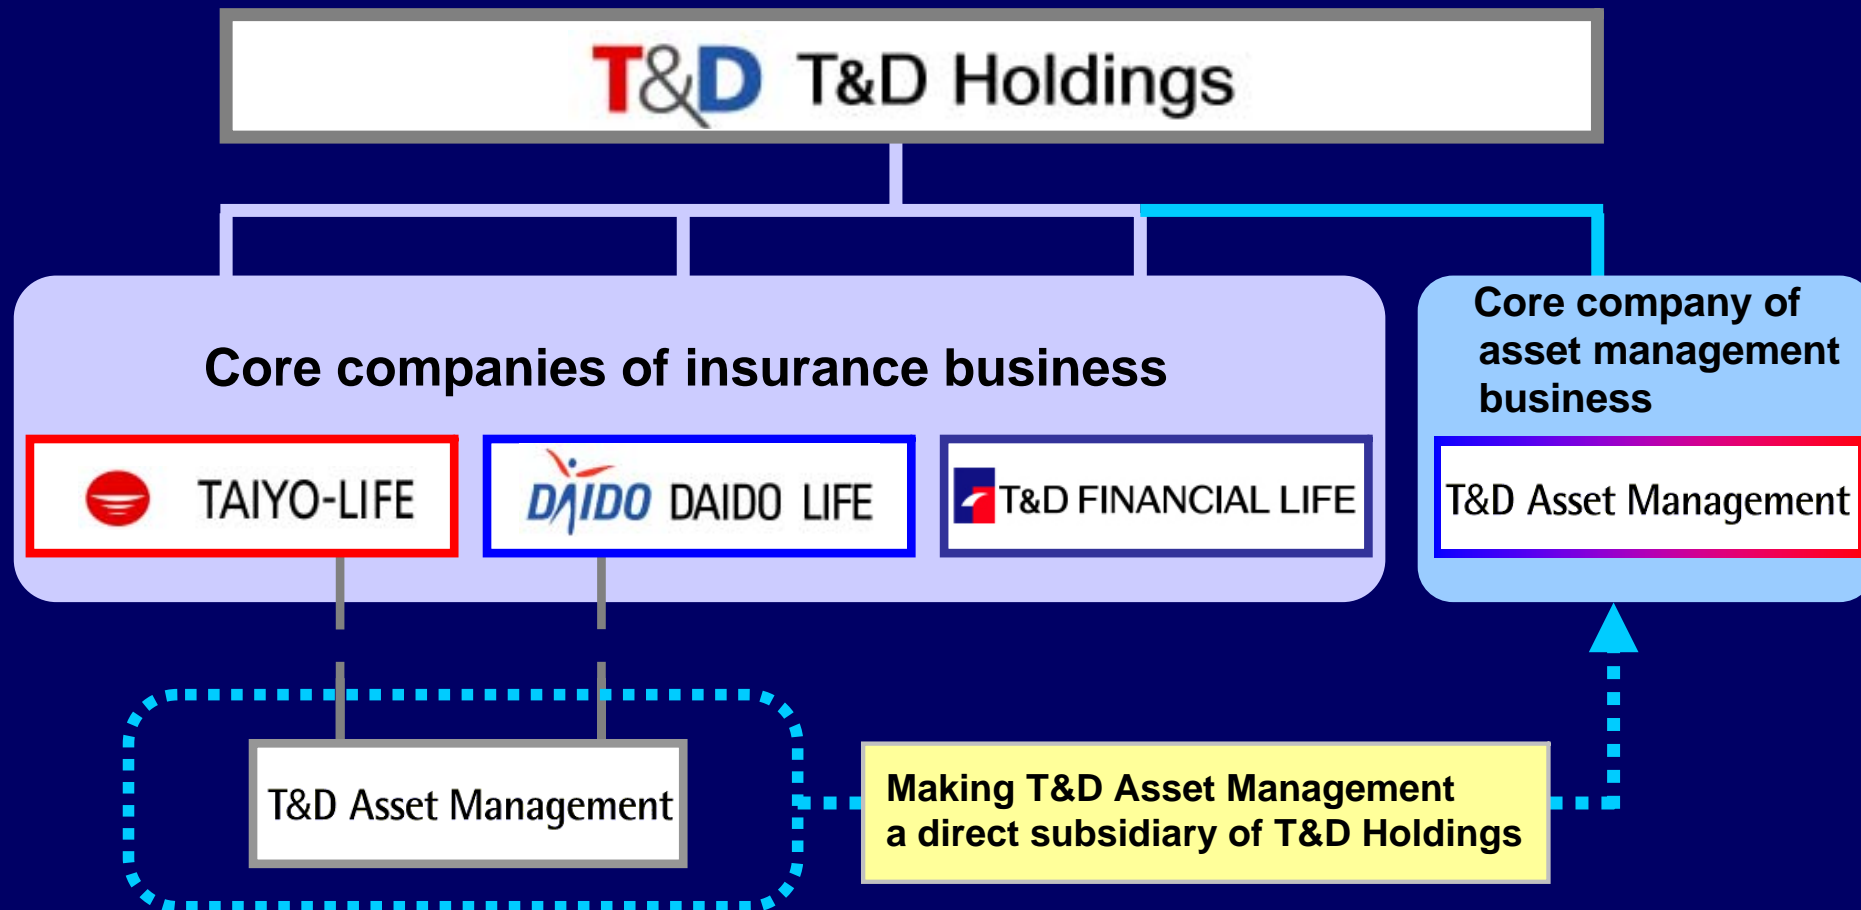 T&D T&D Holdings
Core companies of insurance business
TAIYO-LIFE
DAIDO DAIDO LIFE
T&D FINANCIAL LIFE
Core company of
asset management
business
T&D Asset Management
T&D Asset Management
Making T&D Asset Management
a direct subsidiary of T&D Holdings